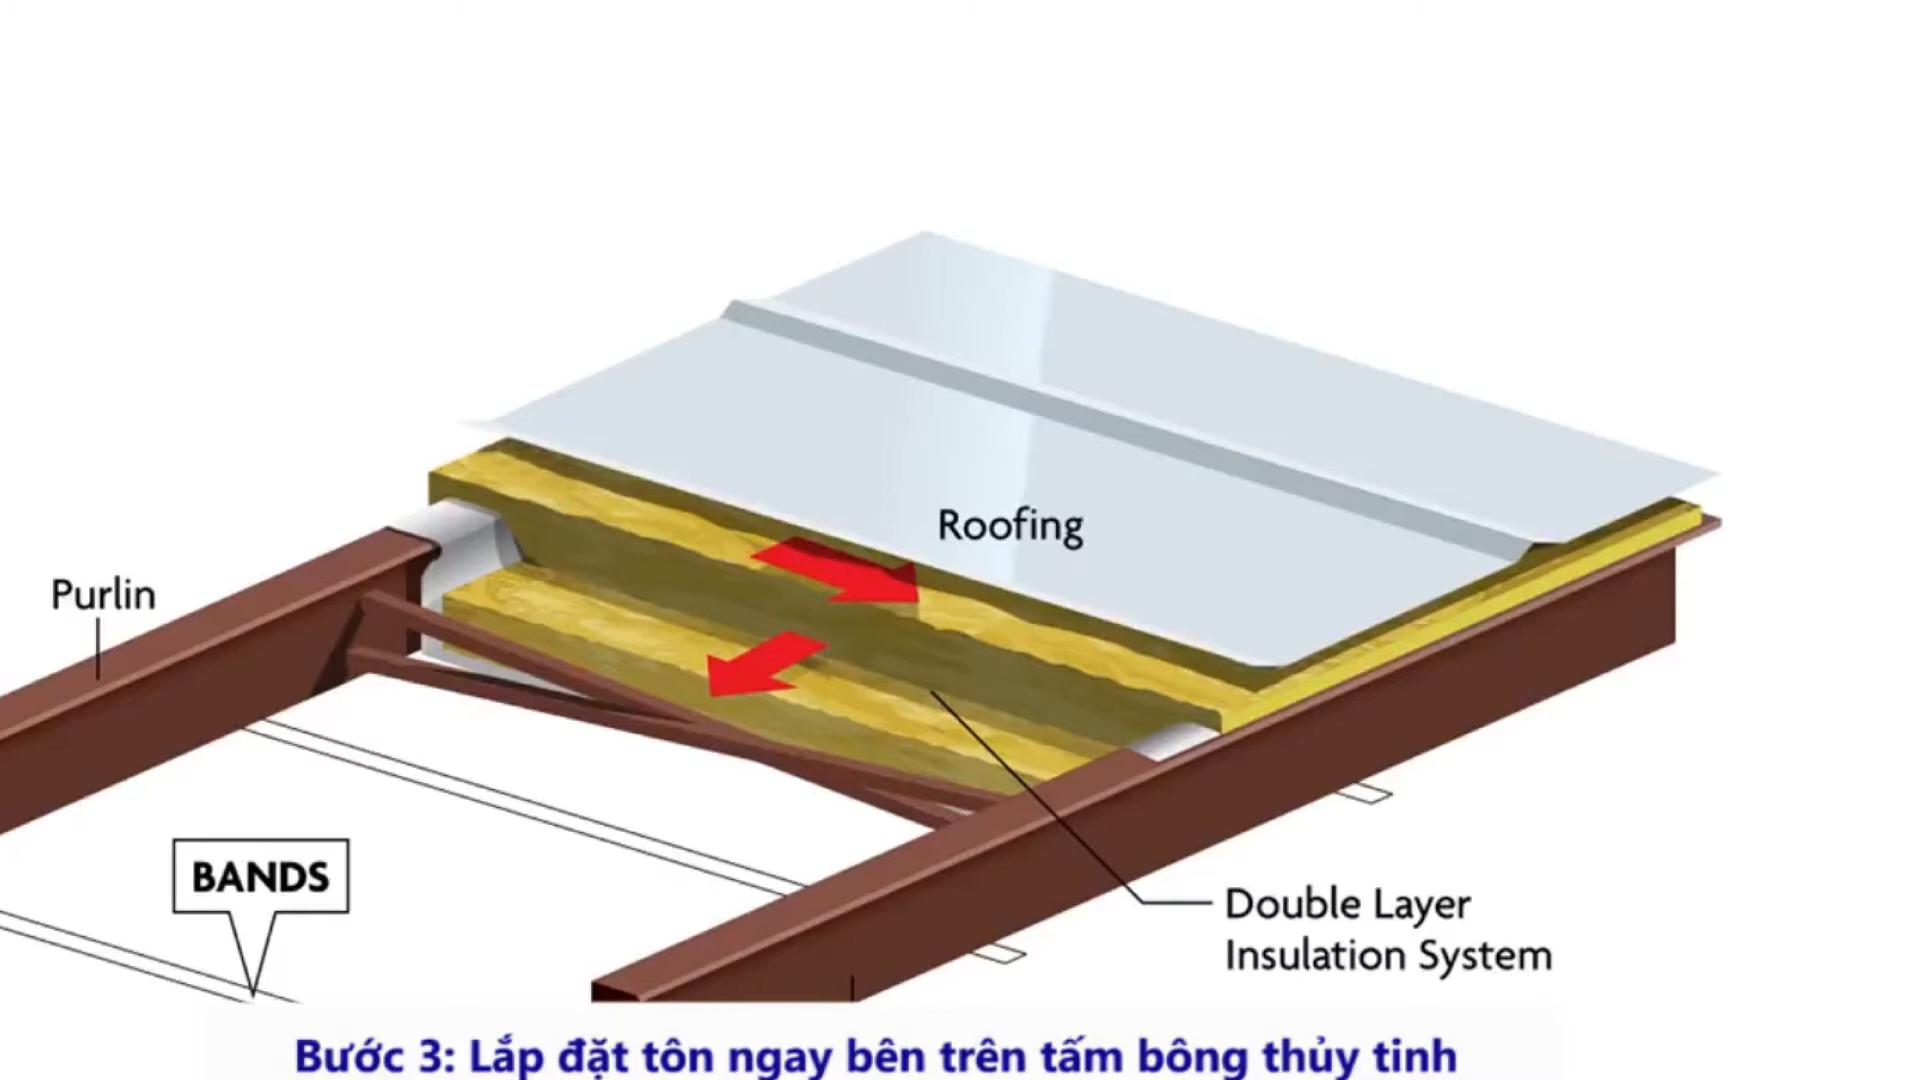 Roofing
Purlin
BANDS
Double Layer
Insulation System
Bước 3: Lắp đặt tôn ngay bên trên tấm bông thủy tinh